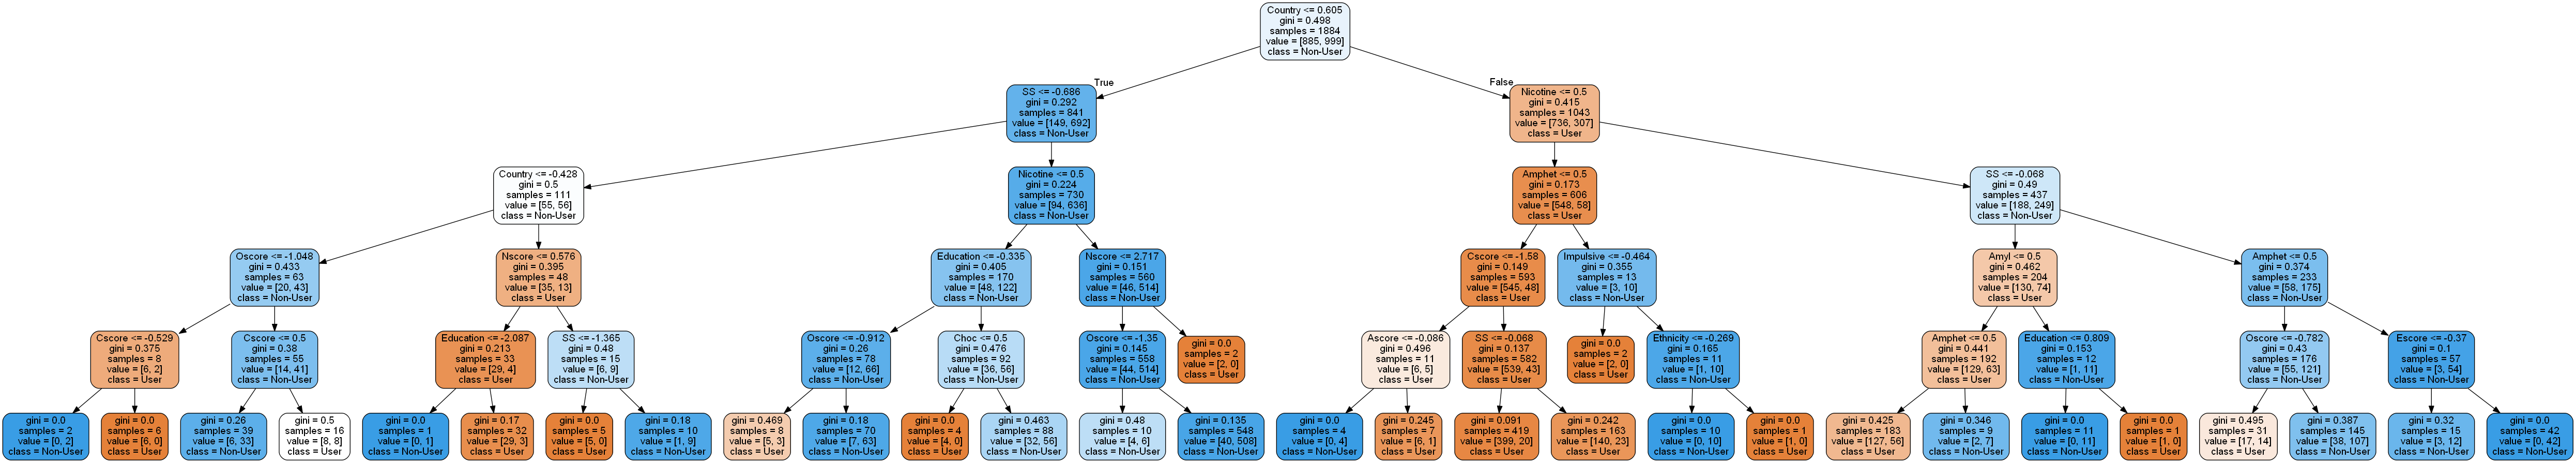 Country <= 0.605
gini = 0.498
samples = 1884
value = [885, 999]
class = Non-User
True
False
SS <= -0.686
gini = 0.292
samples = 841
value = [149, 692]
class = Non-User
Nicotine <= 0.5
gini = 0.415
samples = 1043
value = [736, 307]
class = User
Country <= -0.428
gini = 0.5
samples = 111
value = [55, 56]
class = Non-User
Nicotine <= 0.5
gini = 0.224
samples = 730
value = [94, 636]
class = Non-User
Amphet <= 0.5
gini = 0.173
samples = 606
value = [548, 58]
class = User
SS <= -0.068
gini = 0.49
samples = 437
value = [188, 249]
class = Non-User
Oscore <= -1.048
gini = 0.433
samples = 63
value = [20, 43]
class = Non-User
Nscore <= 0.576
gini = 0.395
samples = 48
value = [35, 13]
class = User
Education <= -0.335
gini = 0.405
samples = 170
value = [48, 122]
class = Non-User
Nscore <= 2.717
gini = 0.151
samples = 560
value = [46, 514]
class = Non-User
Cscore <= -1.58
gini = 0.149
samples = 593
value = [545, 48]
class = User
Impulsive <= -0.464
gini = 0.355
samples = 13
value = [3, 10]
class = Non-User
Amyl <= 0.5
gini = 0.462
samples = 204
value = [130, 74]
class = User
Amphet <= 0.5
gini = 0.374
samples = 233
value = [58, 175]
class = Non-User
Cscore <= -0.529
gini = 0.375
samples = 8
value = [6, 2]
class = User
Cscore <= 0.5
gini = 0.38
samples = 55
value = [14, 41]
class = Non-User
Education <= -2.087
gini = 0.213
samples = 33
value = [29, 4]
class = User
SS <= -1.365
gini = 0.48
samples = 15
value = [6, 9]
class = Non-User
Oscore <= -0.912
gini = 0.26
samples = 78
value = [12, 66]
class = Non-User
Choc <= 0.5
gini = 0.476
samples = 92
value = [36, 56]
class = Non-User
Oscore <= -1.35
gini = 0.145
samples = 558
value = [44, 514]
class = Non-User
gini = 0.0
samples = 2
value = [2, 0]
class = User
Ascore <= -0.086
gini = 0.496
samples = 11
value = [6, 5]
class = User
SS <= -0.068
gini = 0.137
samples = 582
value = [539, 43]
class = User
gini = 0.0
samples = 2
value = [2, 0]
class = User
Ethnicity <= -0.269
gini = 0.165
samples = 11
value = [1, 10]
class = Non-User
Amphet <= 0.5
gini = 0.441
samples = 192
value = [129, 63]
class = User
Education <= 0.809
gini = 0.153
samples = 12
value = [1, 11]
class = Non-User
Oscore <= -0.782
gini = 0.43
samples = 176
value = [55, 121]
class = Non-User
Escore <= -0.37
gini = 0.1
samples = 57
value = [3, 54]
class = Non-User
gini = 0.0
samples = 2
value = [0, 2]
class = Non-User
gini = 0.0
samples = 6
value = [6, 0]
class = User
gini = 0.26
samples = 39
value = [6, 33]
class = Non-User
gini = 0.5
samples = 16
value = [8, 8]
class = User
gini = 0.0
samples = 1
value = [0, 1]
class = Non-User
gini = 0.17
samples = 32
value = [29, 3]
class = User
gini = 0.0
samples = 5
value = [5, 0]
class = User
gini = 0.18
samples = 10
value = [1, 9]
class = Non-User
gini = 0.469
samples = 8
value = [5, 3]
class = User
gini = 0.18
samples = 70
value = [7, 63]
class = Non-User
gini = 0.0
samples = 4
value = [4, 0]
class = User
gini = 0.463
samples = 88
value = [32, 56]
class = Non-User
gini = 0.48
samples = 10
value = [4, 6]
class = Non-User
gini = 0.135
samples = 548
value = [40, 508]
class = Non-User
gini = 0.0
samples = 4
value = [0, 4]
class = Non-User
gini = 0.245
samples = 7
value = [6, 1]
class = User
gini = 0.091
samples = 419
value = [399, 20]
class = User
gini = 0.242
samples = 163
value = [140, 23]
class = User
gini = 0.0
samples = 10
value = [0, 10]
class = Non-User
gini = 0.0
samples = 1
value = [1, 0]
class = User
gini = 0.425
samples = 183
value = [127, 56]
class = User
gini = 0.346
samples = 9
value = [2, 7]
class = Non-User
gini = 0.0
samples = 11
value = [0, 11]
class = Non-User
gini = 0.0
samples = 1
value = [1, 0]
class = User
gini = 0.495
samples = 31
value = [17, 14]
class = User
gini = 0.387
samples = 145
value = [38, 107]
class = Non-User
gini = 0.32
samples = 15
value = [3, 12]
class = Non-User
gini = 0.0
samples = 42
value = [0, 42]
class = Non-User